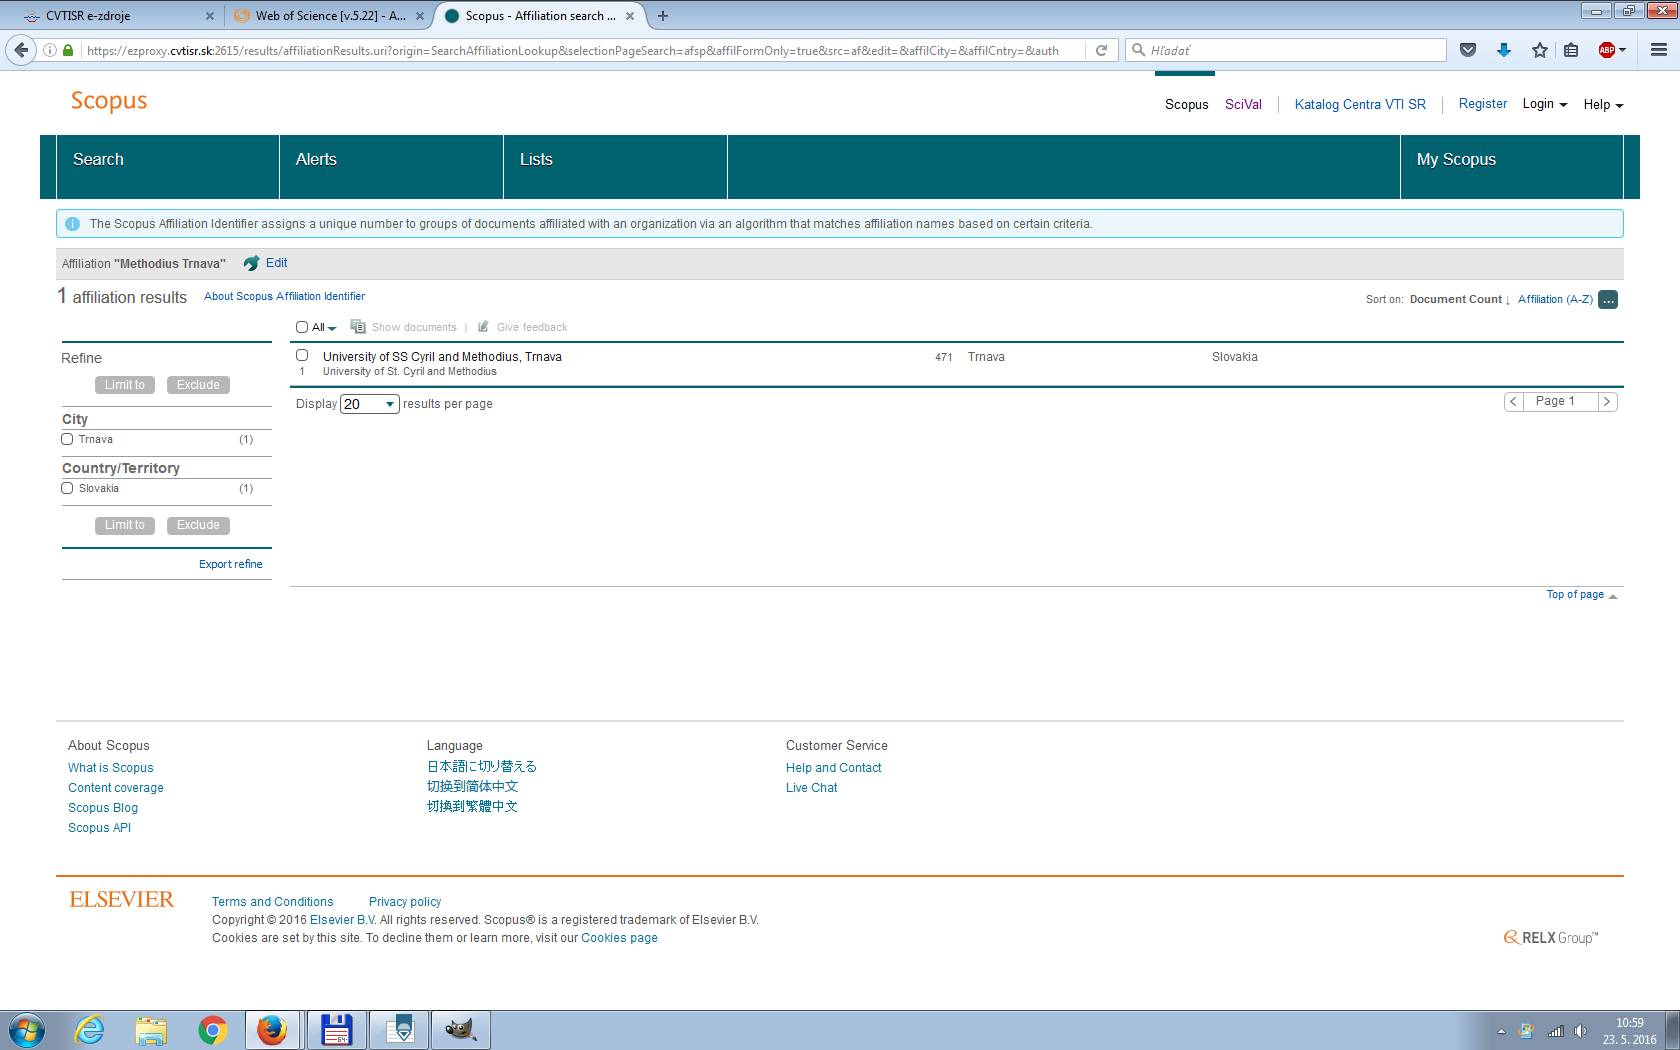 CVTISR e-zdroje
Web of Science [v.5.22] - A...
Scopus - Affiliation search ...
https://ezproxy.cvtisr.sk:2615/results/affiliationResults.uri?origin=SearchAffiliationLookup&selectionPageSearch=afsp&affilFormOnly=true&src=af&edit=&affilCity=&affilCntry=&auth
Hľadať
ABP
Scopus
Scopus SciVal Katalog Centra VTI SR Register Login Help
Search Alerts Lists My Scopus
The Scopus Affiliation Identifier assigns a unique number to groups of documents affiliated with an organization via an algorithm that matches affiliation names based on certain criteria.
Affiliation "Methodius Trnava" Edit
1 affiliation results About Scopus Affiliation Identifier
Sort on: Document Count ↓ Affiliation (A-Z) ...
All Show documents | Give feedback
Refine
Limit to Exclude
City
Trnava (1)
Country/Territory
Slovakia (1)
Limit to Exclude
Export refine
University of SS Cyril and Methodius, Trnava 471 Trnava Slovakia
1 University of St. Cyril and Methodius
Display 20 results per page
< Page 1 >
Top of page
About Scopus
What is Scopus
Content coverage
Scopus Blog
Scopus API
Language
日本語に切り替える
切换到简体中文
切換到繁體中文
Customer Service
Help and Contact
Live Chat
ELSEVIER
Terms and Conditions Privacy policy
Copyright © 2016 Elsevier B.V. All rights reserved. Scopus® is a registered trademark of Elsevier B.V.
Cookies are set by this site. To decline them or learn more, visit our Cookies page
RELX Group™
64
10:59
23. 5. 2016